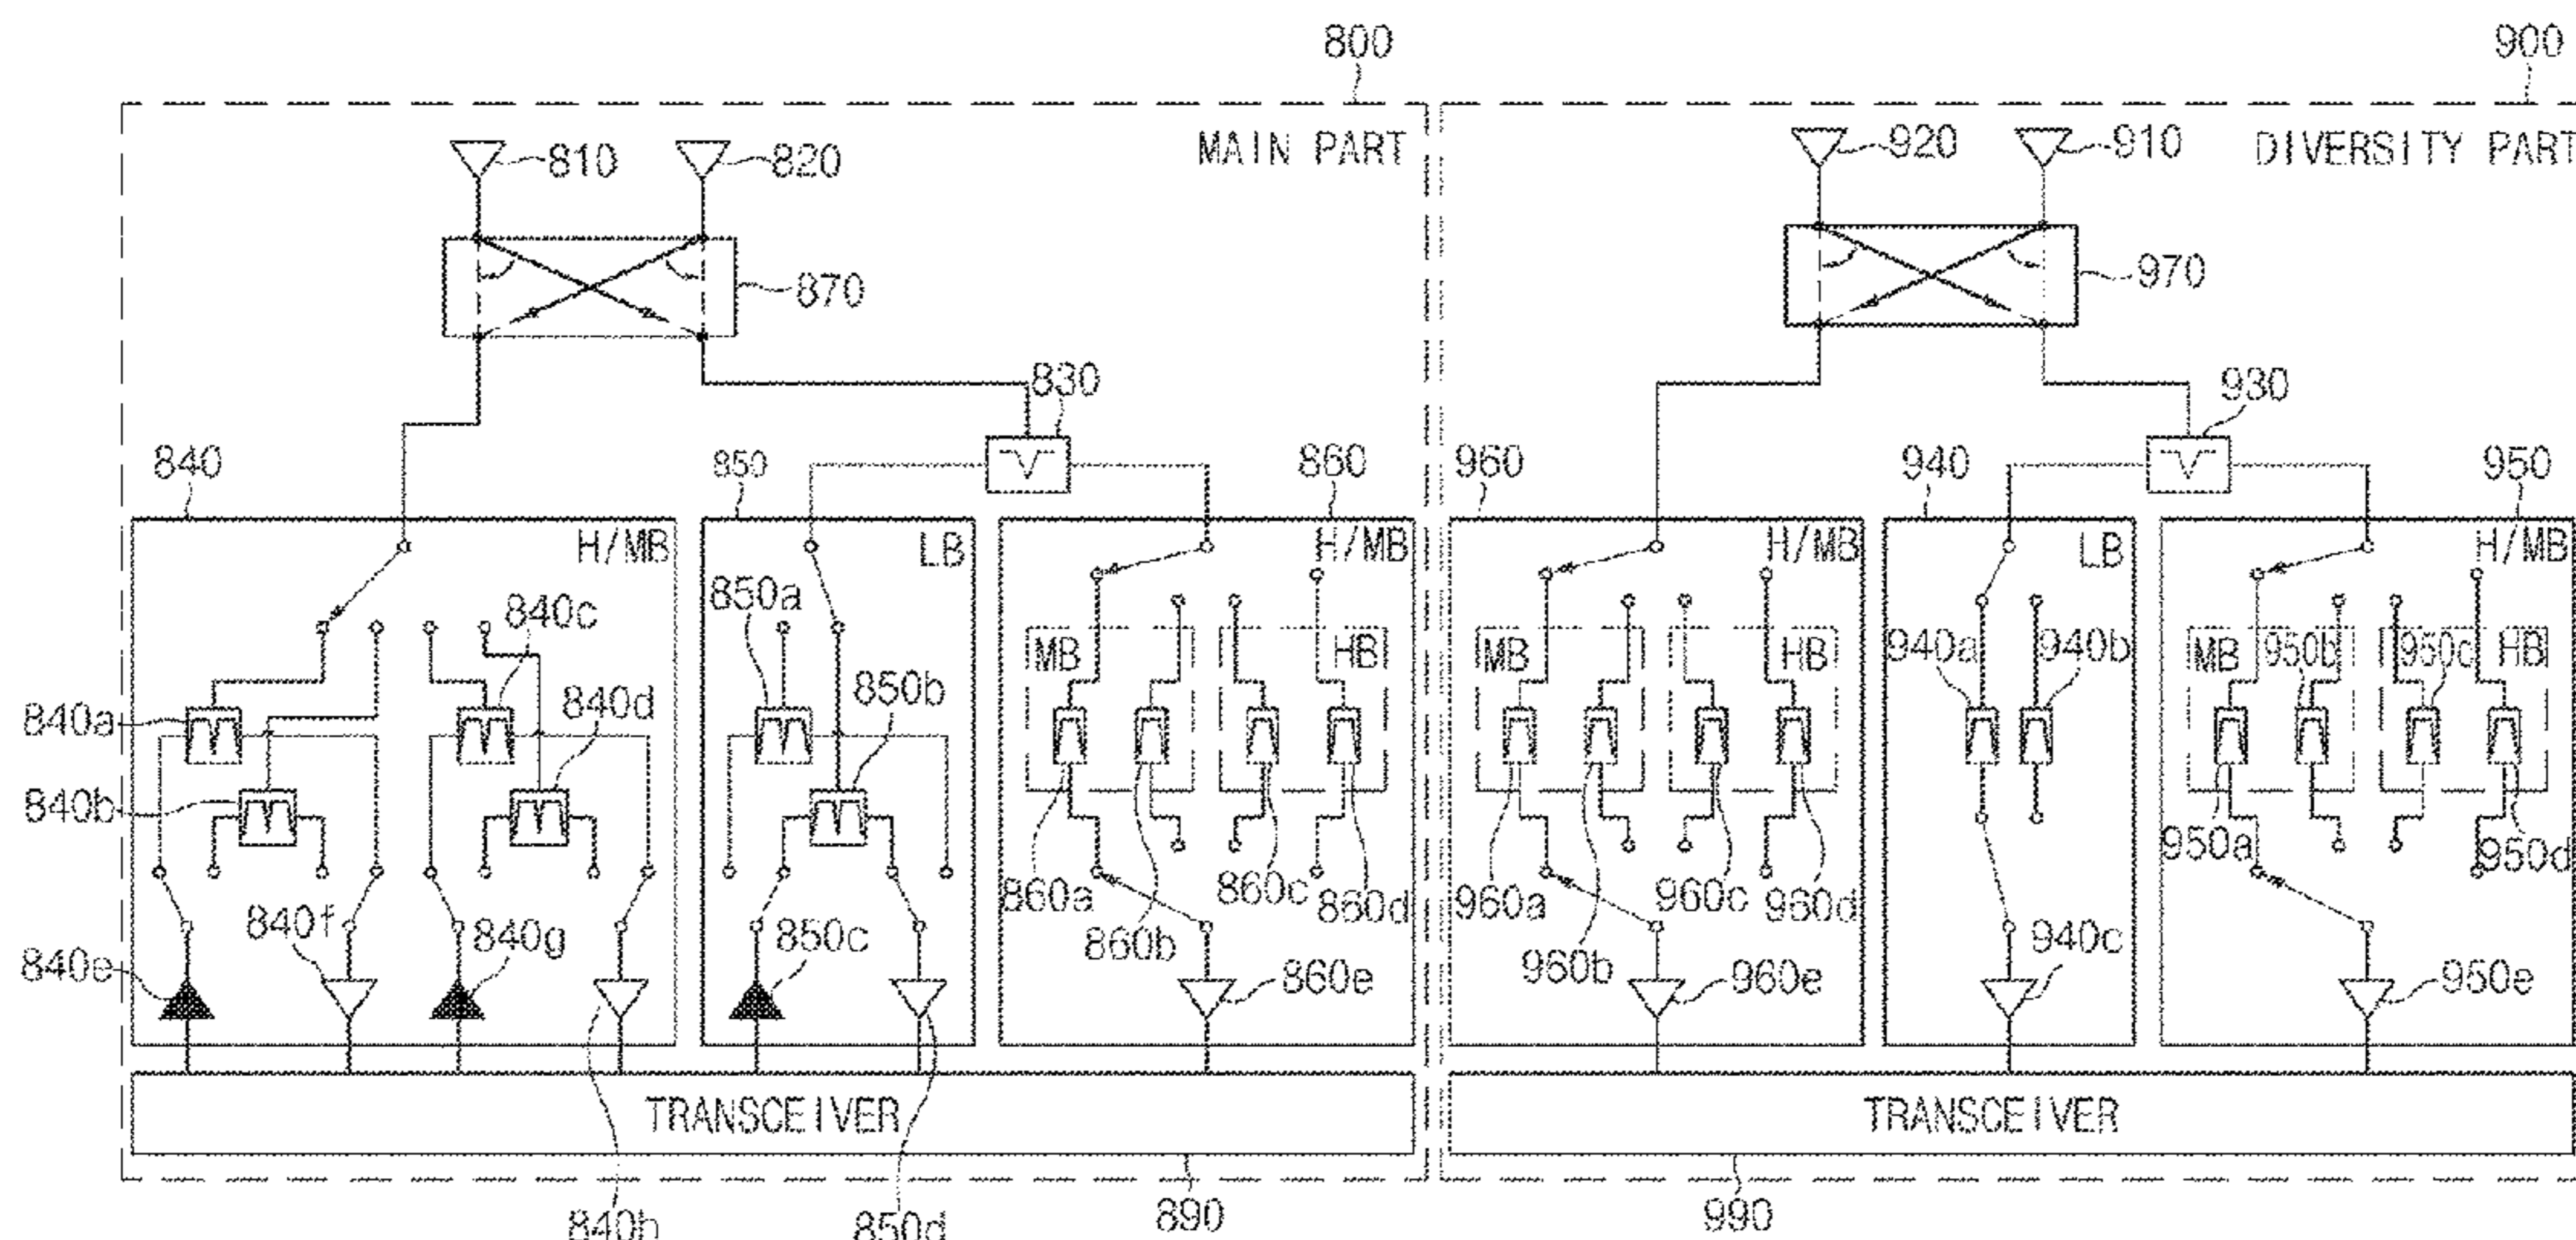 800 900
MAIN PART DIVERSITY PART
810 820 920 910
870 970
830 930
840 850 860 960 940 950
H/MB LB H/MB H/MB LB H/MB
850a 840c
MB HB MB HB 940a 940b MB 950b 950c HB
840a 840d 850b
840b
950a 950d
860a 860c 860d 960a 960c 960d
840f 840g 850c 860b 960b 940c
840e 860e 960e 950e
TRANSCEIVER TRANSCEIVER
840h 850d 890 990